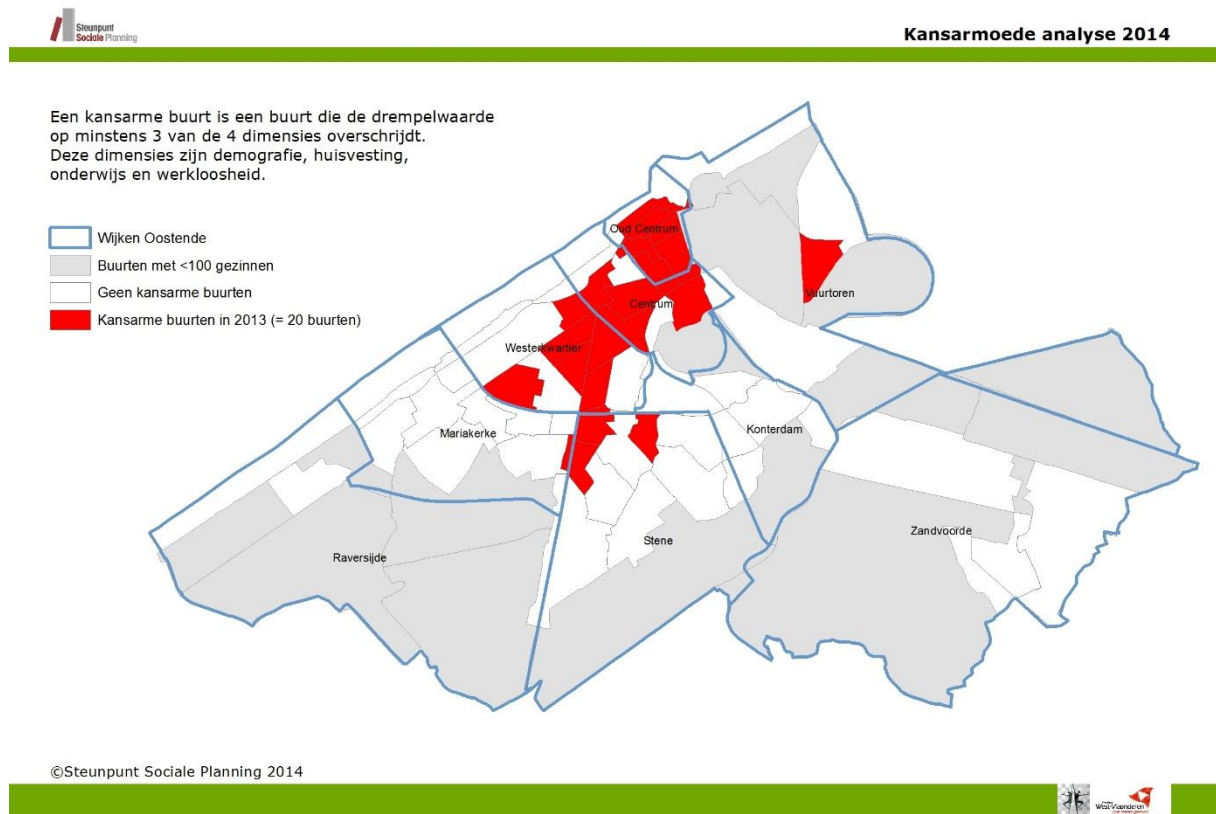 Steunpunt
Sociale Planning
Kansarmoede analyse 2014
Een kansarme buurt is een buurt die de drempelwaarde
op minstens 3 van de 4 dimensies overschrijdt.
Deze dimensies zijn demografie, huisvesting,
onderwijs en werkloosheid.
Wijken Oostende
Buurten met <100 gezinnen
Geen kansarme buurten
Kansarme buurten in 2013 (= 20 buurten)
Oud Centrum
Vuurtoren
Centrum
Westerkwartier
Mariakerke
Konterdam
Zandvoorde
Stene
Raversijde
©Steunpunt Sociale Planning 2014
West-Vlaanderen